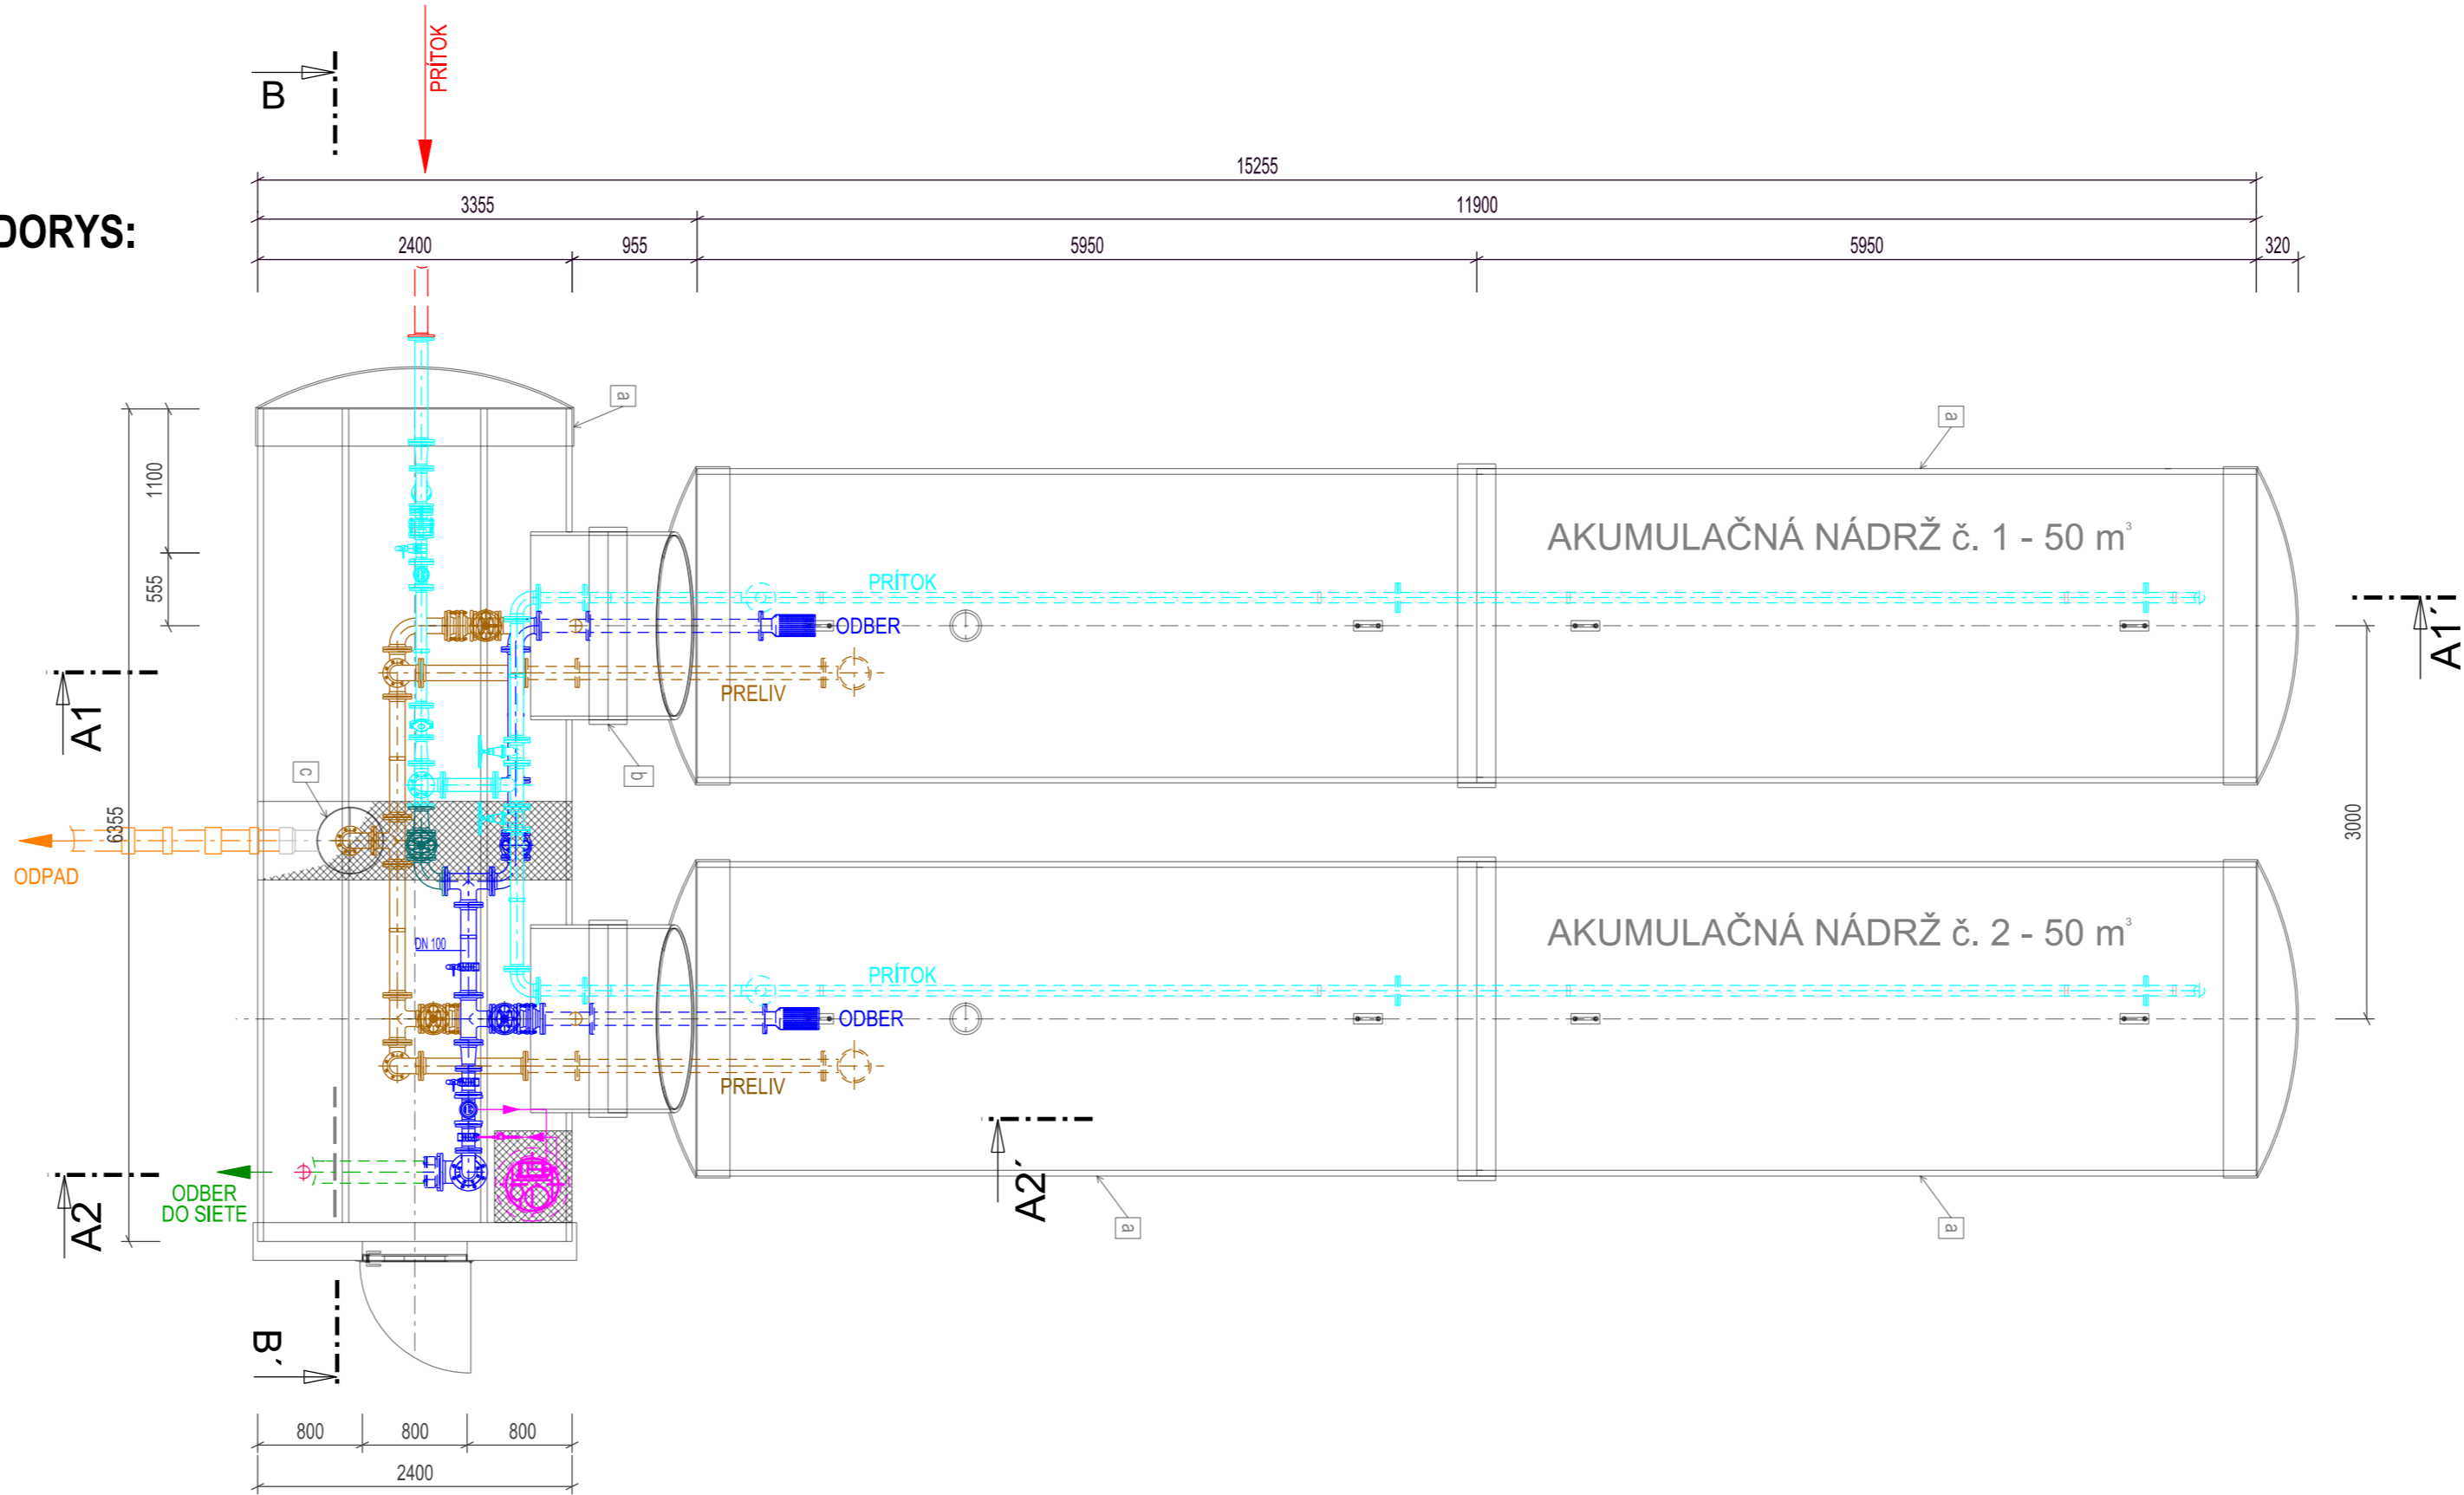 PRÍTOK
B
15255
3355
11900
DORYS:
2400
955
5950
5950
320
a
a
1100
555
AKUMULAČNÁ NÁDRŽ č. 1 - 50 m³
PRÍTOK
ODBER
A1´
PRELIV
A1
b
c
6355
3000
ODPAD
AKUMULAČNÁ NÁDRŽ č. 2 - 50 m³
DN 100
PRÍTOK
ODBER
PRELIV
A2´
ODBER
DO SIETE
A2
a
a
B´
800
800
800
2400